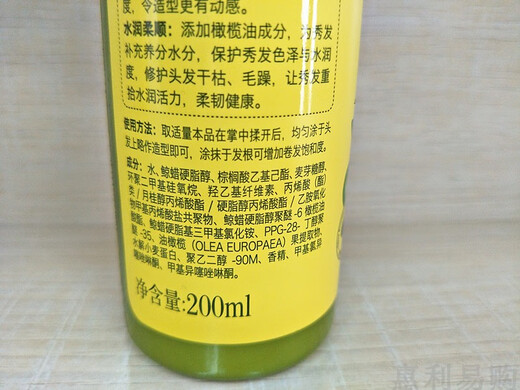 度，令造型更有动感。
水润柔顺：添加橄榄油成分，为秀发
补充养分水分，保护秀发色泽与水润
度，修护头发干枯、毛躁，让秀发重
拾水润活力，柔韧健康。
使用方法：取适量本品在掌中揉开后，均匀涂于头
发上略作造型即可，涂抹于发根可增加卷发饱和度。
成分：水、鲸蜡硬脂醇、棕榈酸乙基己酯、麦芽糖醇、
环聚二甲基硅氧烷、羟乙基纤维素、丙烯酸（酯）
类/月桂醇丙烯酸酯/硬脂醇丙烯酸酯/乙胺氧化
物甲基丙烯酸盐共聚物、鲸蜡硬脂醇聚醚-6橄榄油
酸酯、鲸蜡硬脂基三甲基氯化铵、PPG-28-丁醇聚
醚-35、油橄榄（OLEA EUROPAEA）果提取物、
水解小麦蛋白、聚乙二醇-90M、香精、甲基氯异
噻唑啉酮、甲基异噻唑啉酮。
净含量:200ml
惠利易购